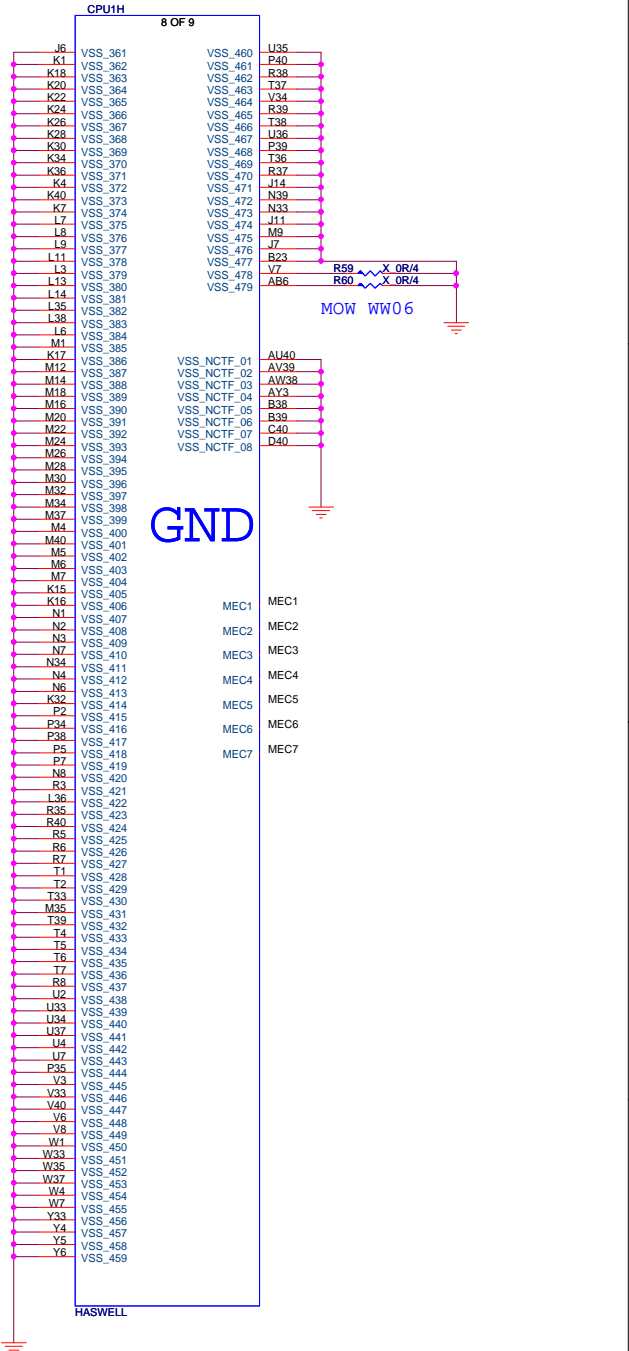 CPU1H
8 OF 9
J6 VSS_361 VSS_460 U35
K1 VSS_362 VSS_461 P40
K18 VSS_363 VSS_462 R38
K20 VSS_364 VSS_463 T37
K22 VSS_365 VSS_464 V34
K24 VSS_366 VSS_465 R39
K26 VSS_367 VSS_466 T38
K28 VSS_368 VSS_467 U36
K30 VSS_369 VSS_468 P39
K34 VSS_370 VSS_469 T36
K36 VSS_371 VSS_470 R37
K4 VSS_372 VSS_471 J14
K40 VSS_373 VSS_472 N39
K7 VSS_374 VSS_473 N33
L7 VSS_375 VSS_474 J11
L8 VSS_376 VSS_475 M9
L9 VSS_377 VSS_476 J7
L11 VSS_378 VSS_477 B23
L3 VSS_379 VSS_478 V7 R59 X_0R/4
L13 VSS_380 VSS_479 AB6 R60 X_0R/4
L14 VSS_381
L35 VSS_382 MOW WW06
L38 VSS_383
L6 VSS_384
M1 VSS_385
K17 VSS_386 VSS_NCTF_01 AU40
M12 VSS_387 VSS_NCTF_02 AV39
M14 VSS_388 VSS_NCTF_03 AW38
M18 VSS_389 VSS_NCTF_04 AY3
M16 VSS_390 VSS_NCTF_05 B38
M20 VSS_391 VSS_NCTF_06 B39
M22 VSS_392 VSS_NCTF_07 C40
M24 VSS_393 VSS_NCTF_08 D40
M26 VSS_394
M28 VSS_395
M30 VSS_396
M32 VSS_397
M34 VSS_398
M37 VSS_399
M4 VSS_400 GND
M40 VSS_401
M5 VSS_402
M6 VSS_403
M7 VSS_404
K15 VSS_405
K16 VSS_406 MEC1 MEC1
N1 VSS_407
N2 VSS_408 MEC2 MEC2
N3 VSS_409
N7 VSS_410 MEC3 MEC3
N34 VSS_411
N4 VSS_412 MEC4 MEC4
N6 VSS_413
K32 VSS_414 MEC5 MEC5
P2 VSS_415
P34 VSS_416 MEC6 MEC6
P38 VSS_417
P5 VSS_418 MEC7 MEC7
P7 VSS_419
N8 VSS_420
R3 VSS_421
L36 VSS_422
R35 VSS_423
R40 VSS_424
R5 VSS_425
R6 VSS_426
R7 VSS_427
T1 VSS_428
T2 VSS_429
T33 VSS_430
M35 VSS_431
T39 VSS_432
T4 VSS_433
T5 VSS_434
T6 VSS_435
T7 VSS_436
R8 VSS_437
U2 VSS_438
U33 VSS_439
U34 VSS_440
U37 VSS_441
U4 VSS_442
U7 VSS_443
P35 VSS_444
V3 VSS_445
V33 VSS_446
V40 VSS_447
V6 VSS_448
V8 VSS_449
W1 VSS_450
W33 VSS_451
W35 VSS_452
W37 VSS_453
W4 VSS_454
W7 VSS_455
Y33 VSS_456
Y4 VSS_457
Y5 VSS_458
Y6 VSS_459
HASWELL